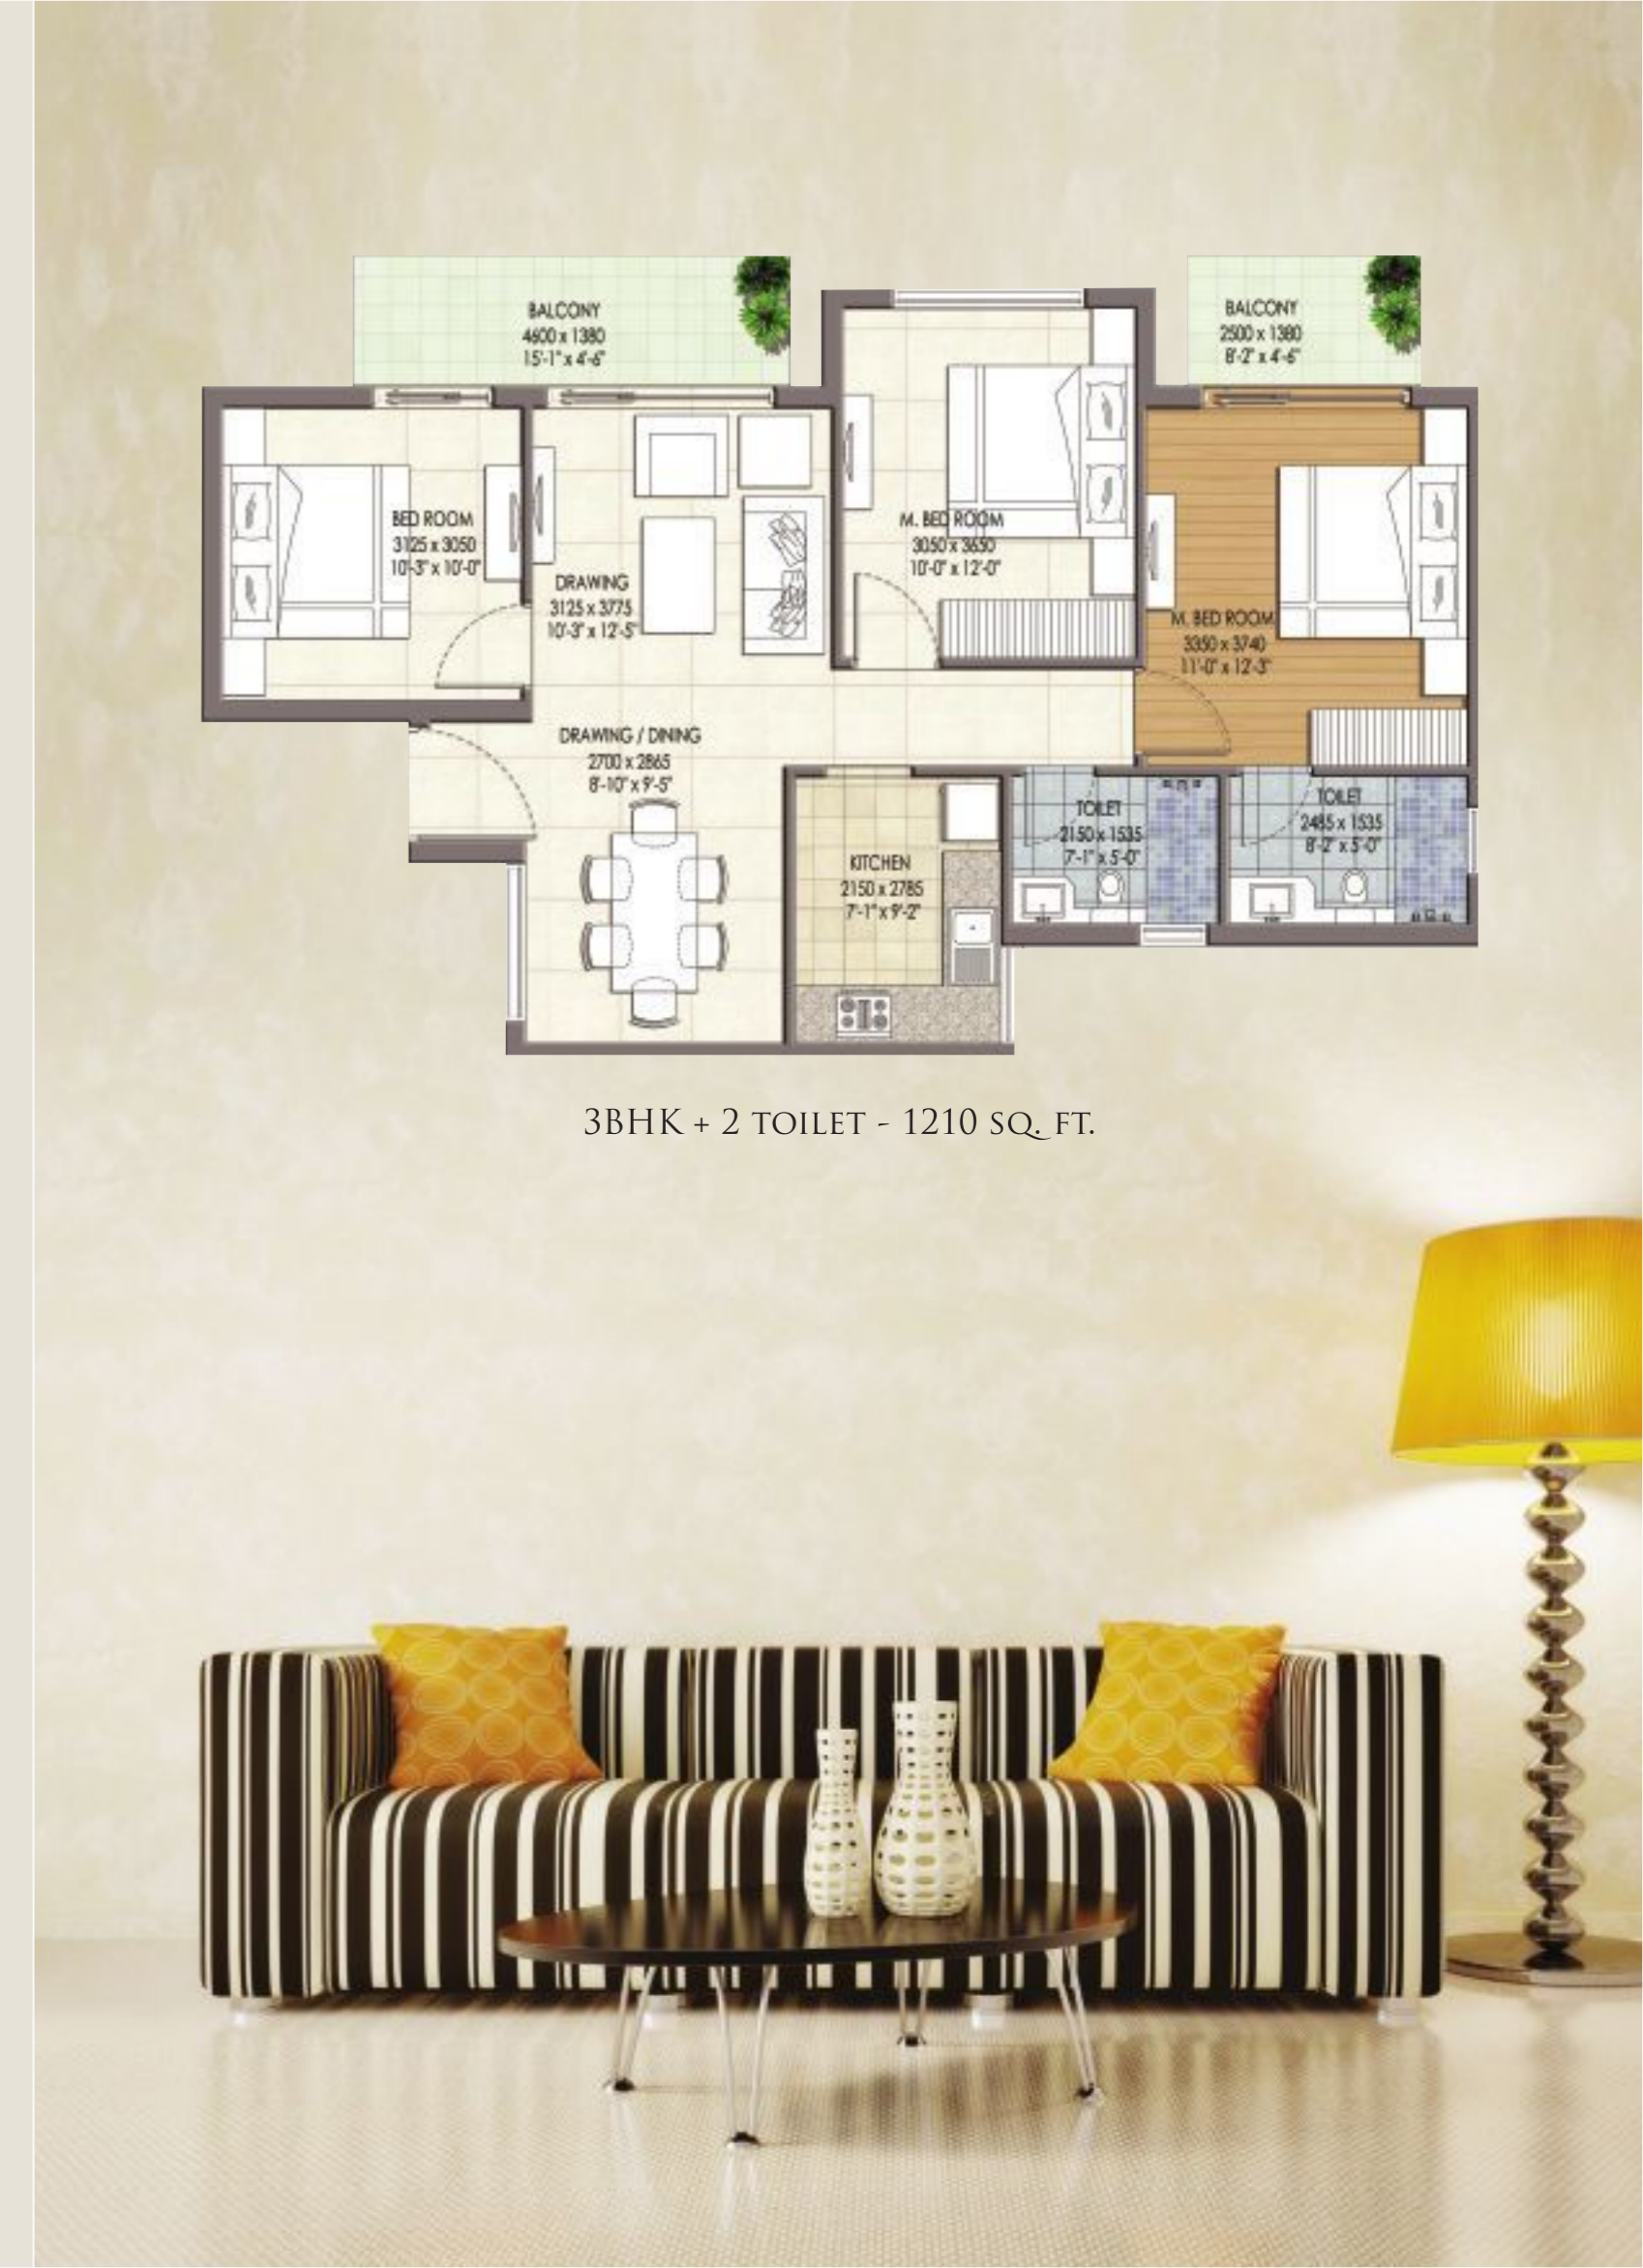 BALCONY
4600 x 1380
15'-1" x 4'-6"
BALCONY
2500 x 1380
8'-2" x 4'-6"
BED ROOM
3125 x 3050
10'-3" x 10'-0"
DRAWING
3125 x 3775
10'-3" x 12'-5"
M. BED ROOM
3050 x 3650
10'-0" x 12'-0"
M. BED ROOM
3350 x 3740
11'-0" x 12'-3"
DRAWING / DINING
2700 x 2865
8'-10" x 9'-5"
KITCHEN
2150 x 2785
7'-1" x 9'-2"
TOILET
2150 x 1535
7'-1" x 5'-0"
TOILET
2485 x 1535
8'-2" x 5'-0"
3BHK + 2 TOILET - 1210 SQ. FT.